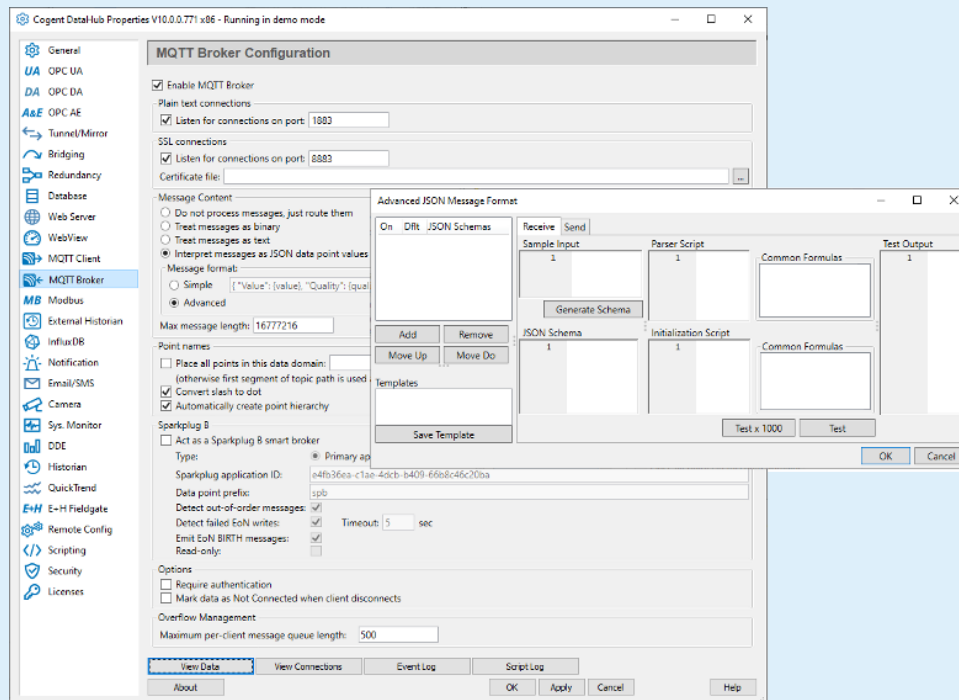 Cogent DataHub Properties V10.0.0.771 x86 - Running in demo mode
General
UA OPC UA
DA OPC DA
A&E OPC AE
Tunnel/Mirror
Bridging
Redundancy
Database
Web Server
WebView
MQTT Client
MQTT Broker
MB Modbus
External Historian
InfluxDB
Notification
Email/SMS
Camera
Sys. Monitor
DDE
Historian
QuickTrend
E+H E+H Fieldgate
Remote Config
Scripting
Security
Licenses
MQTT Broker Configuration
Enable MQTT Broker
Plain text connections
Listen for connections on port: 1883
SSL connections
Listen for connections on port: 8883
Certificate file: ...
Message Content
Do not process messages, just route them
Treat messages as binary
Treat messages as text
Interpret messages as JSON data point values
Message format:
Simple { "Value": {value}, "Quality": {quali
Advanced
Max message length: 16777216
Point names
Place all points in this data domain:
(otherwise first segment of topic path is used
Convert slash to dot
Automatically create point hierarchy
Sparkplug B
Act as a Sparkplug B smart broker
Type: Primary ap
Sparkplug application ID: e4fb36ea-c1ae-4dcb-b409-66b8c46c20ba
Data point prefix: spb
Detect out-of-order messages:
Detect failed EoN writes: Timeout: 5 sec
Emit EoN BIRTH messages:
Read-only:
Options
Require authentication
Mark data as Not Connected when client disconnects
Overflow Management
Maximum per-client message queue length: 500
View Data View Connections Event Log Script Log
About OK Apply Cancel Help
Advanced JSON Message Format
On Dflt JSON Schemas
Add Remove
Move Up Move Do
Templates
Save Template
Receive Send
Sample Input Parser Script Test Output
1 1 Common Formulas 1
Generate Schema
JSON Schema Initialization Script
1 1 Common Formulas
Test x 1000 Test
OK Cancel